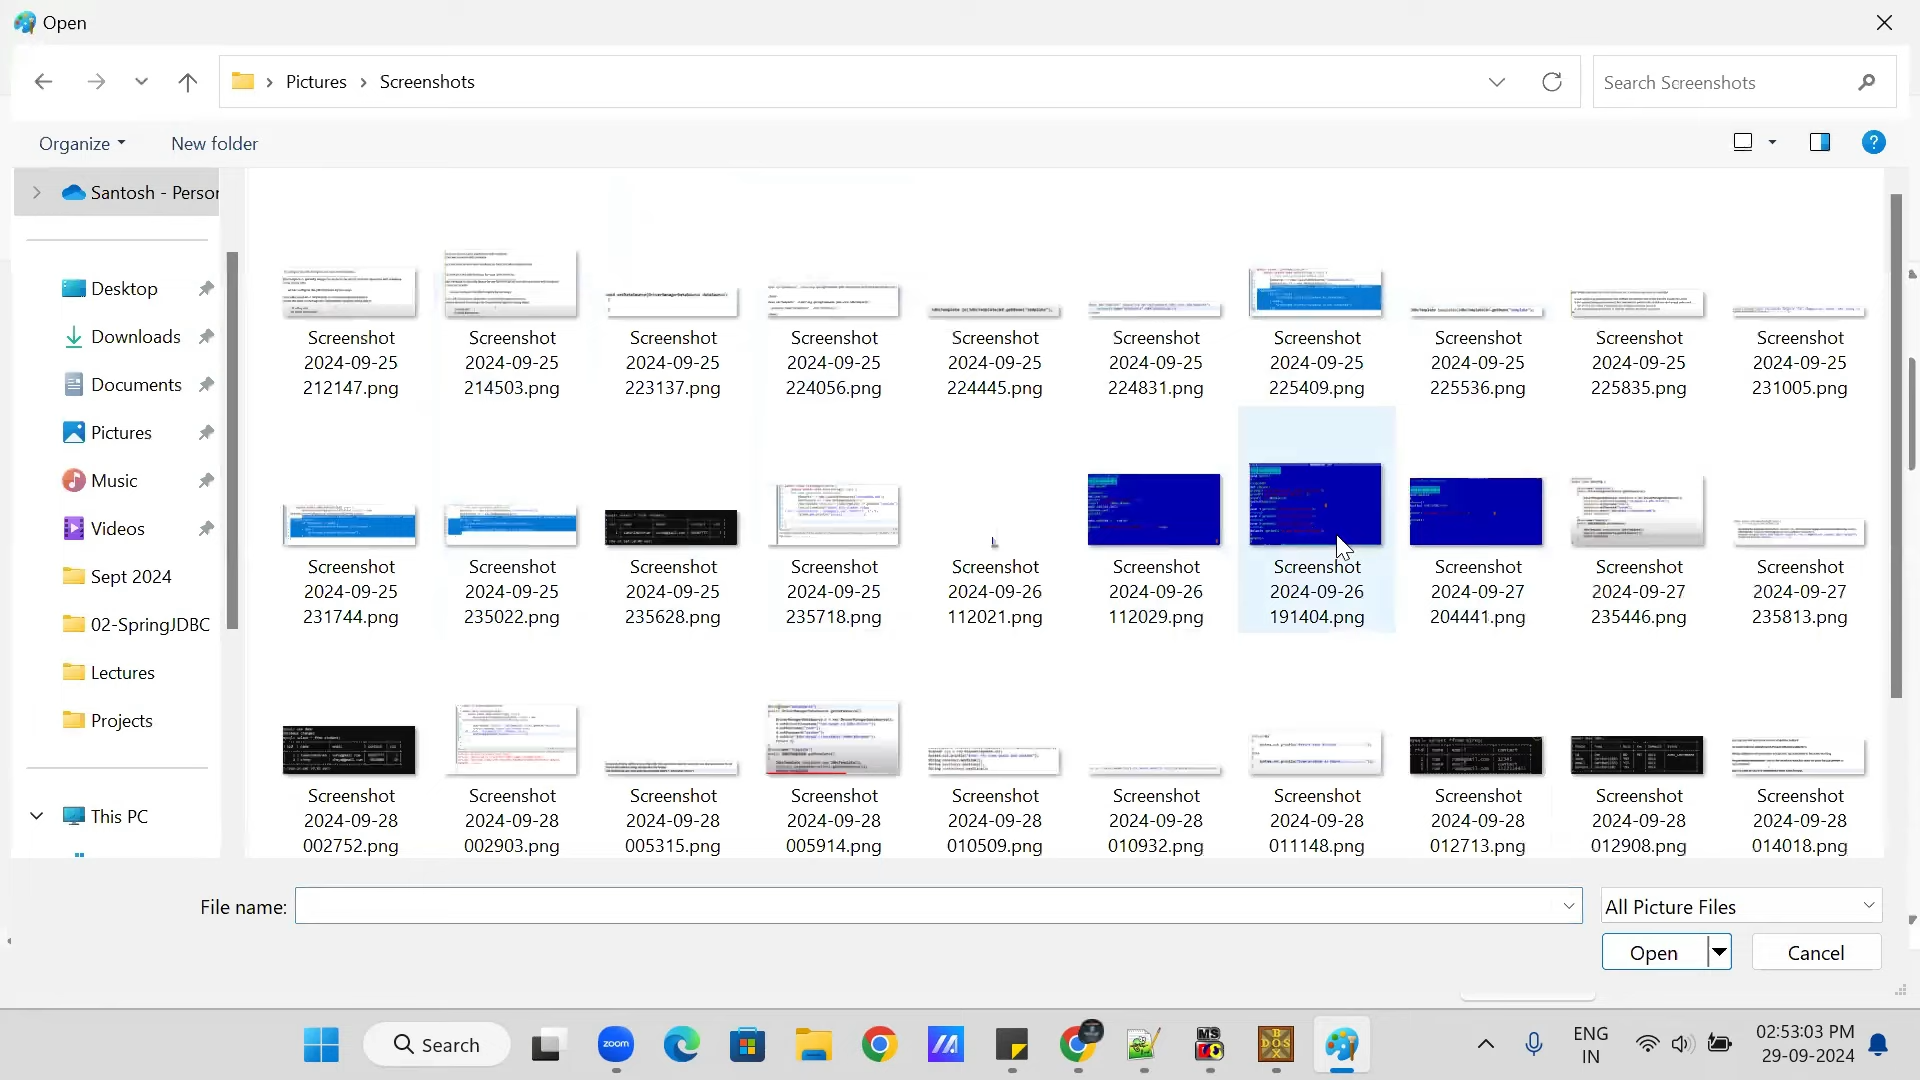 Open
Pictures
Screenshots
Search Screenshots
Organize
New folder
Santosh - Person
Desktop
Downloads
Documents
Pictures
Music
Videos
Sept 2024
02-SpringJDBC
Lectures
Projects
This PC
Screenshot 2024-09-25 212147.png
Screenshot 2024-09-25 214503.png
Screenshot 2024-09-25 223137.png
Screenshot 2024-09-25 224056.png
Screenshot 2024-09-25 224445.png
Screenshot 2024-09-25 224831.png
Screenshot 2024-09-25 225409.png
Screenshot 2024-09-25 225536.png
Screenshot 2024-09-25 225835.png
Screenshot 2024-09-25 231005.png
Screenshot 2024-09-25 231744.png
Screenshot 2024-09-25 235022.png
Screenshot 2024-09-25 235628.png
Screenshot 2024-09-25 235718.png
Screenshot 2024-09-26 112021.png
Screenshot 2024-09-26 112029.png
Screenshot 2024-09-26 191404.png
Screenshot 2024-09-27 204441.png
Screenshot 2024-09-27 235446.png
Screenshot 2024-09-27 235813.png
Screenshot 2024-09-28 002752.png
Screenshot 2024-09-28 002903.png
Screenshot 2024-09-28 005315.png
Screenshot 2024-09-28 005914.png
Screenshot 2024-09-28 010509.png
Screenshot 2024-09-28 010932.png
Screenshot 2024-09-28 011148.png
Screenshot 2024-09-28 012713.png
Screenshot 2024-09-28 012908.png
Screenshot 2024-09-28 014018.png
File name:
All Picture Files
Open
Cancel
Search
zoom
MS
DOS
ENG
IN
02:53:03 PM
29-09-2024